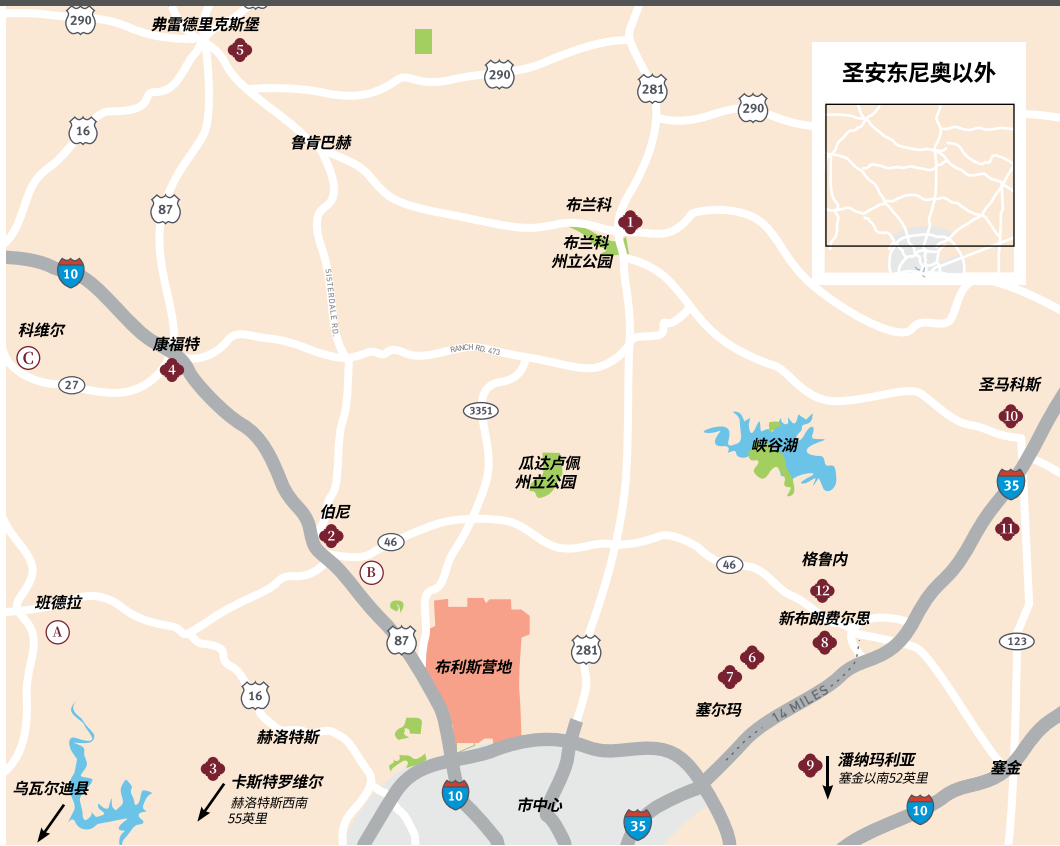 290
弗雷德里克斯堡
5
290
281
290
圣安东尼奥以外
16
鲁肯巴赫
87
布兰科
1
布兰科
州立公园
10
SISTERDALE RD.
科维尔
C
康福特
4
RANCH RD. 473
27
3351
圣马科斯
10
峡谷湖
瓜达卢佩
州立公园
35
11
伯尼
2
46
B
46
格鲁内
12
班德拉
A
新布朗费尔思
8
87
281
123
布利斯营地
6
7
16
塞尔玛
14 MILES
赫洛特斯
3
卡斯特罗维尔
赫洛特斯西南
55英里
乌瓦尔迪县
9
潘纳玛利亚
塞金以南52英里
塞金
10
市中心
35
10